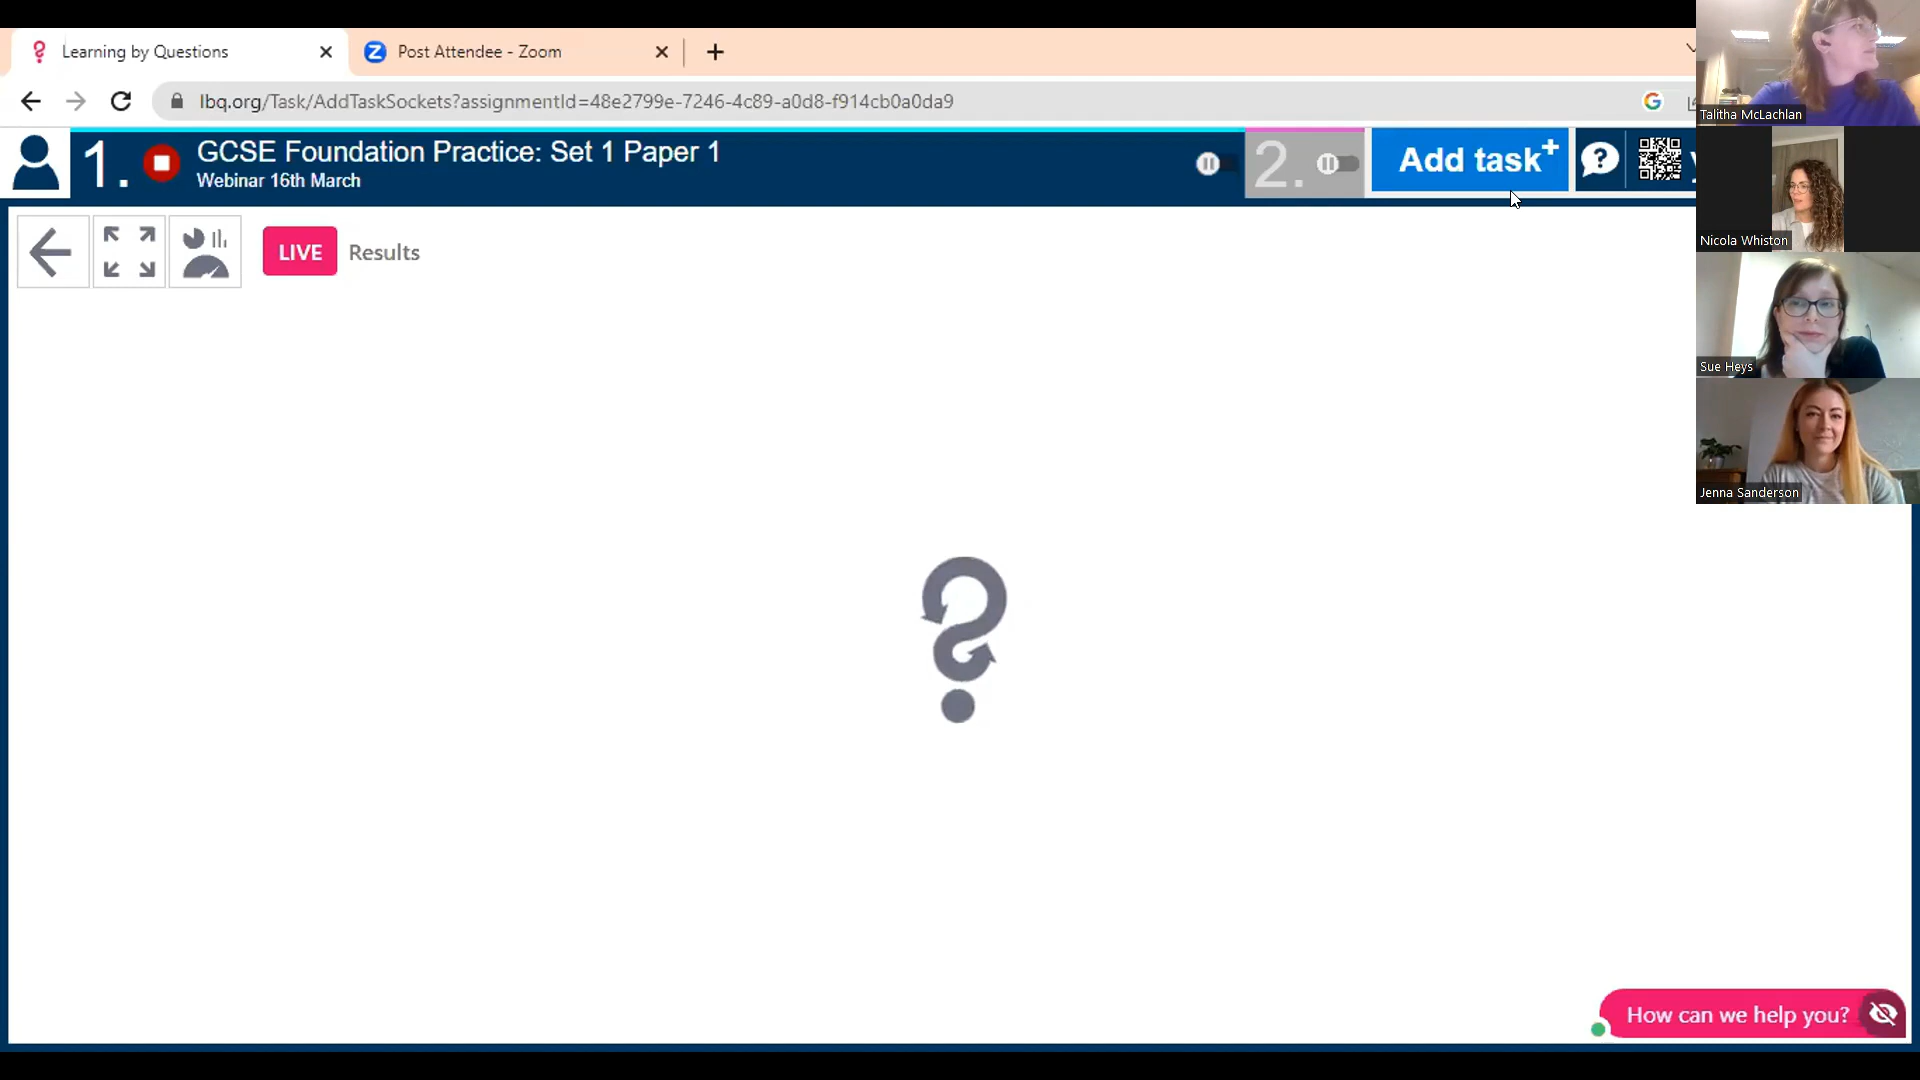 Learning by Questions
Post Attendee - Zoom
lbq.org/Task/AddTaskSockets?assignmentId=48e2799e-7246-4c89-a0d8-f914cb0a0da9
1.
GCSE Foundation Practice: Set 1 Paper 1
Webinar 16th March
2.
Add task+
LIVE
Results
Talitha McLachlan
Nicola Whiston
Sue Heys
Jenna Sanderson
How can we help you?